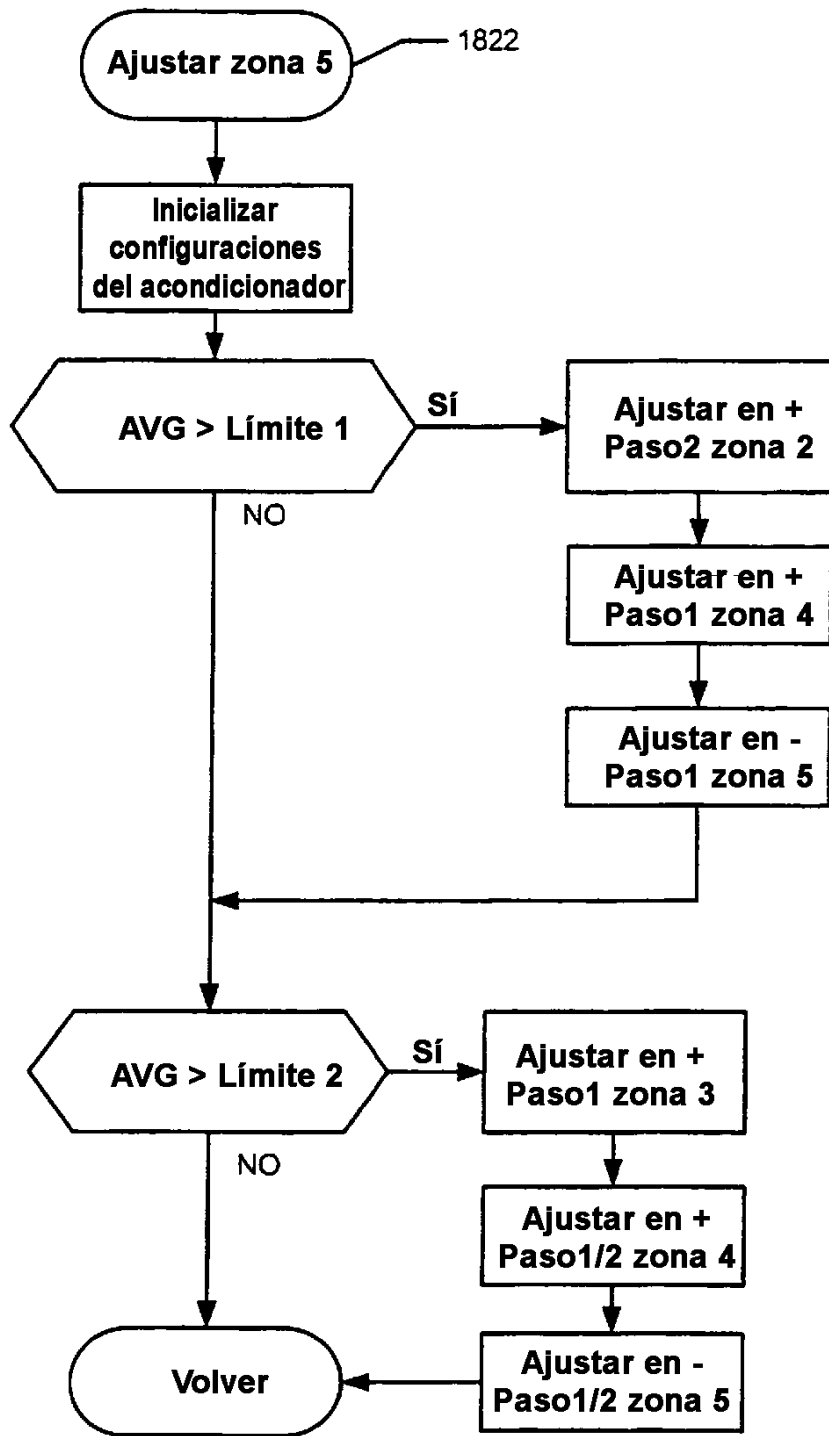 Ajustar zona 5
1822
Inicializar
configuraciones
del acondicionador
AVG > Límite 1
Sí
NO
Ajustar en +
Paso2 zona 2
Ajustar en +
Paso1 zona 4
Ajustar en -
Paso1 zona 5
AVG > Límite 2
Sí
NO
Ajustar en +
Paso1 zona 3
Ajustar en +
Paso1/2 zona 4
Ajustar en -
Paso1/2 zona 5
Volver